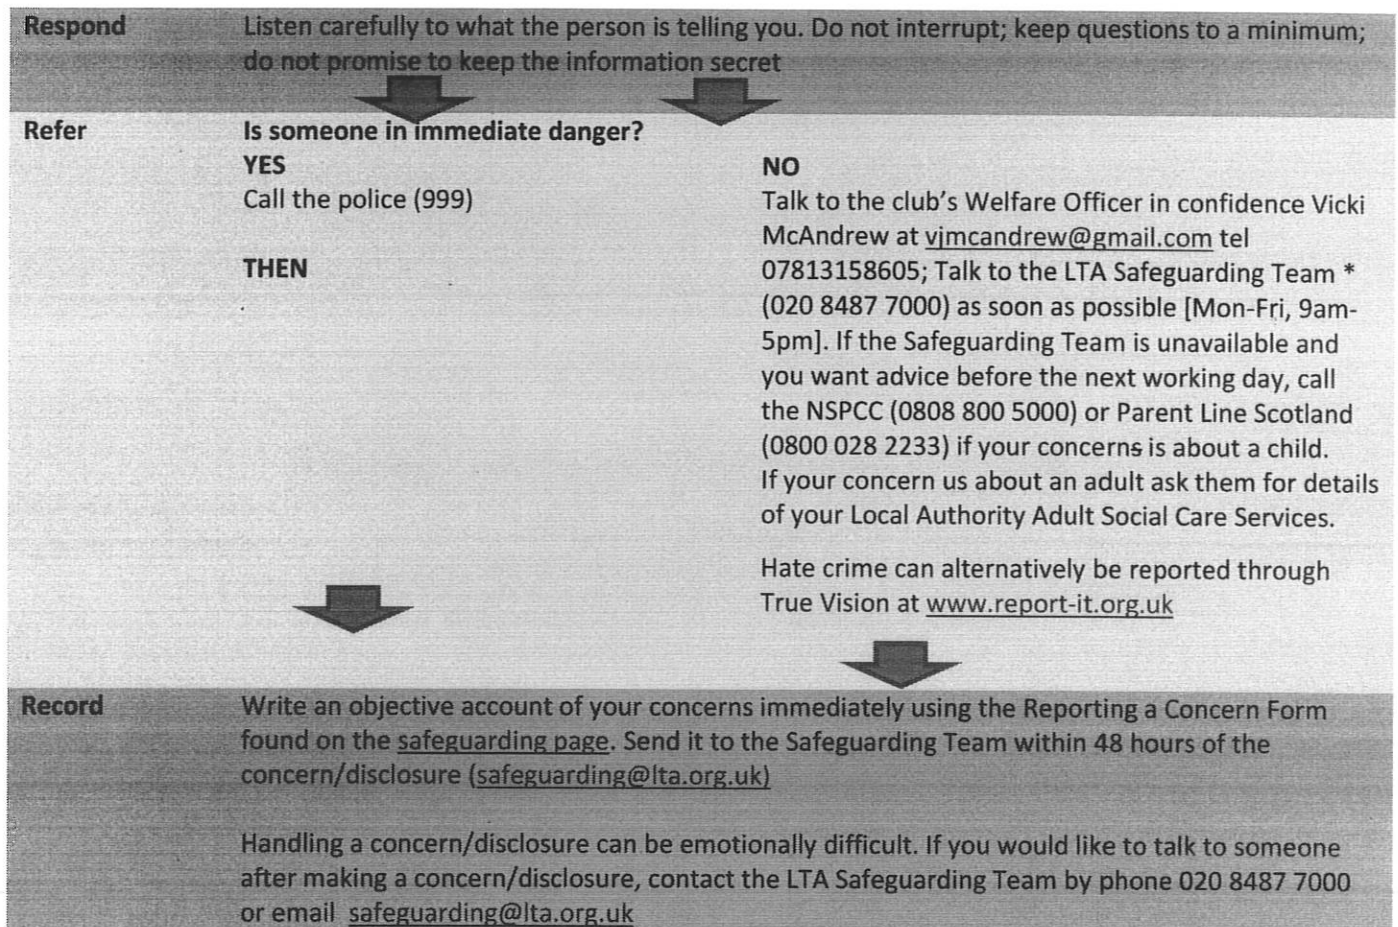 Respond
Listen carefully to what the person is telling you. Do not interrupt; keep questions to a minimum;
do not promise to keep the information secret
Refer
Is someone in immediate danger?
YES
Call the police (999)
THEN
NO
Talk to the club's Welfare Officer in confidence Vicki
McAndrew at vjmcandrew@gmail.com tel
07813158605; Talk to the LTA Safeguarding Team *
(020 8487 7000) as soon as possible [Mon-Fri, 9am-
5pm]. If the Safeguarding Team is unavailable and
you want advice before the next working day, call
the NSPCC (0808 800 5000) or Parent Line Scotland
(0800 028 2233) if your concerns is about a child.
If your concern us about an adult ask them for details
of your Local Authority Adult Social Care Services.
Hate crime can alternatively be reported through
True Vision at www.report-it.org.uk
Record
Write an objective account of your concerns immediately using the Reporting a Concern Form
found on the safeguarding page. Send it to the Safeguarding Team within 48 hours of the
concern/disclosure (safeguarding@lta.org.uk)
Handling a concern/disclosure can be emotionally difficult. If you would like to talk to someone
after making a concern/disclosure, contact the LTA Safeguarding Team by phone 020 8487 7000
or email safeguarding@lta.org.uk